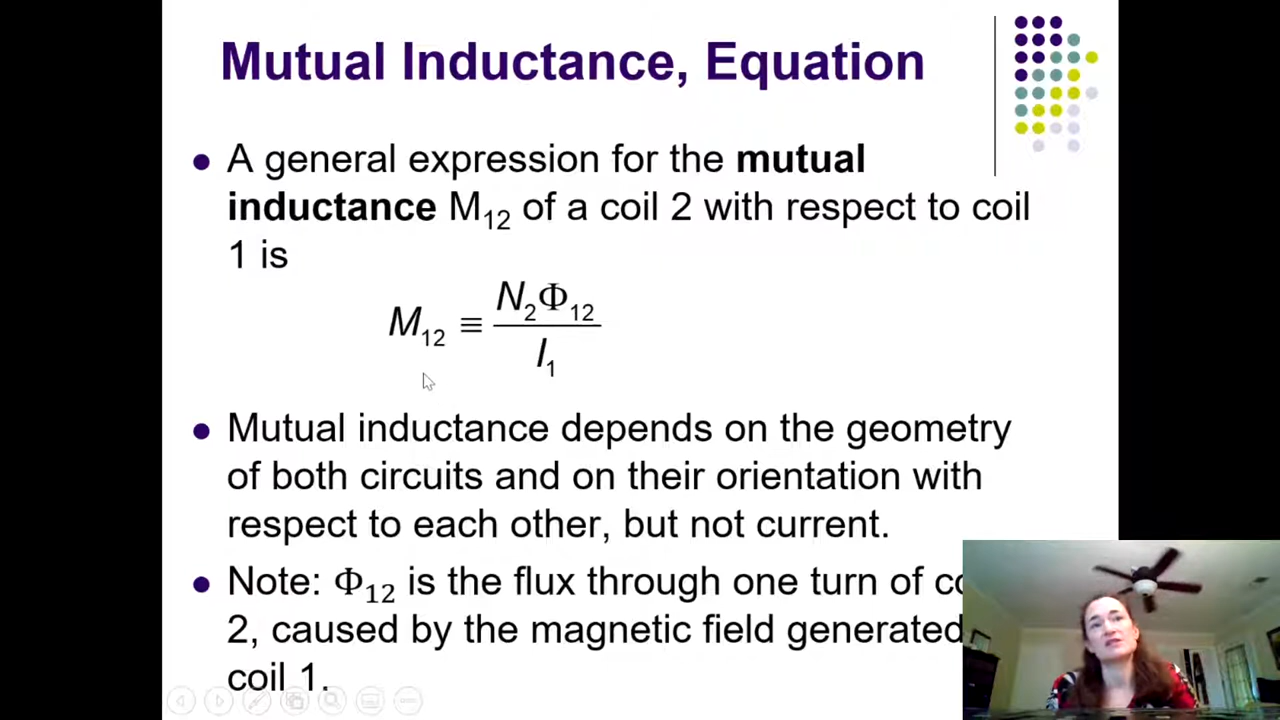 Mutual Inductance, Equation
A general expression for the mutual
inductance M₁₂ of a coil 2 with respect to coil
1 is
M₁₂ ≡ N₂Φ₁₂ / I₁
Mutual inductance depends on the geometry
of both circuits and on their orientation with
respect to each other, but not current.
Note: Φ₁₂ is the flux through one turn of
2, caused by the magnetic field generated
coil 1.